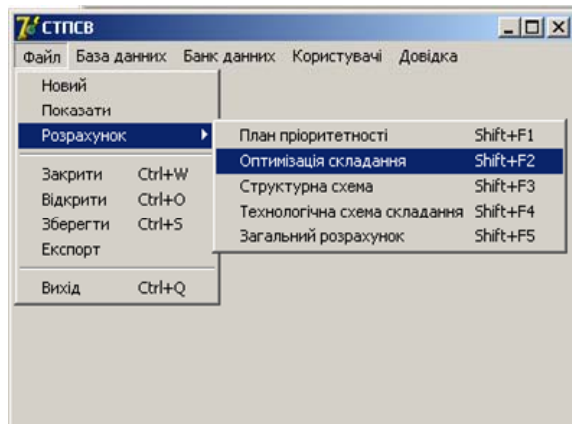 СТПСВ
Файл База данних Банк данних Користувачі Довідка
Новий
Показати
Розрахунок
План пріоритетності Shift+F1
Оптимізація складання Shift+F2
Структурна схема Shift+F3
Технологічна схема складання Shift+F4
Загальний розрахунок Shift+F5
Закрити Ctrl+W
Відкрити Ctrl+O
Зберегти Ctrl+S
Експорт
Вихід Ctrl+Q